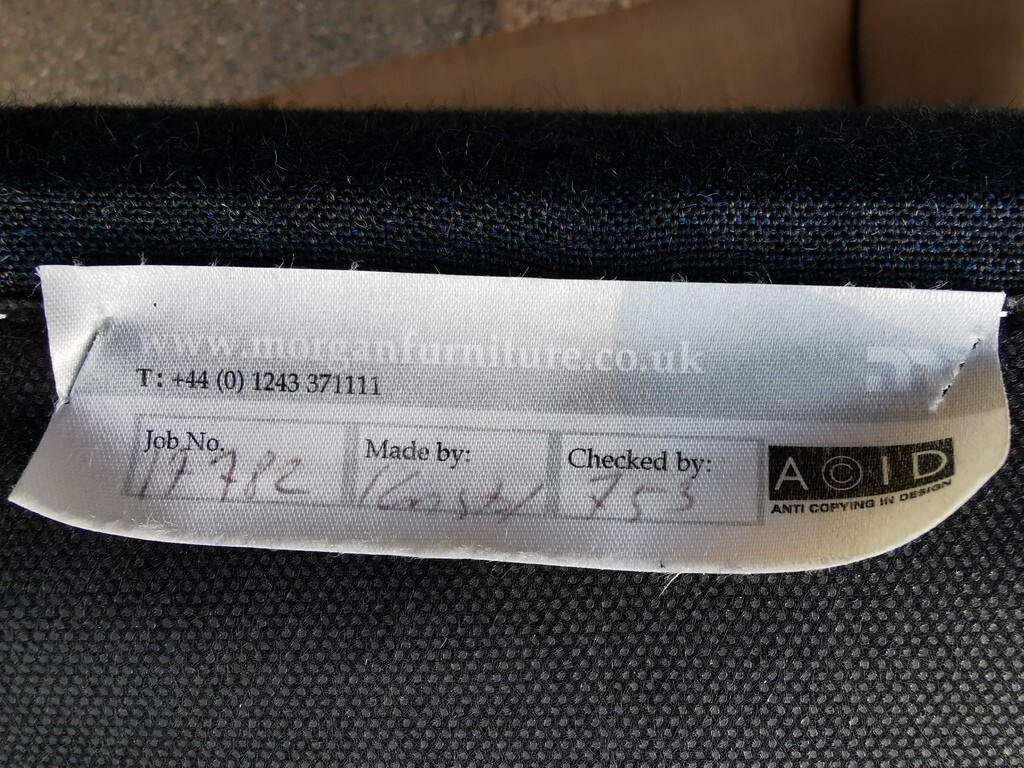 www.morganfurniture.co.uk
T: +44 (0) 1243 371111
Job No. Made by: Checked by:
753
A©ID
ANTI COPYING IN DESIGN